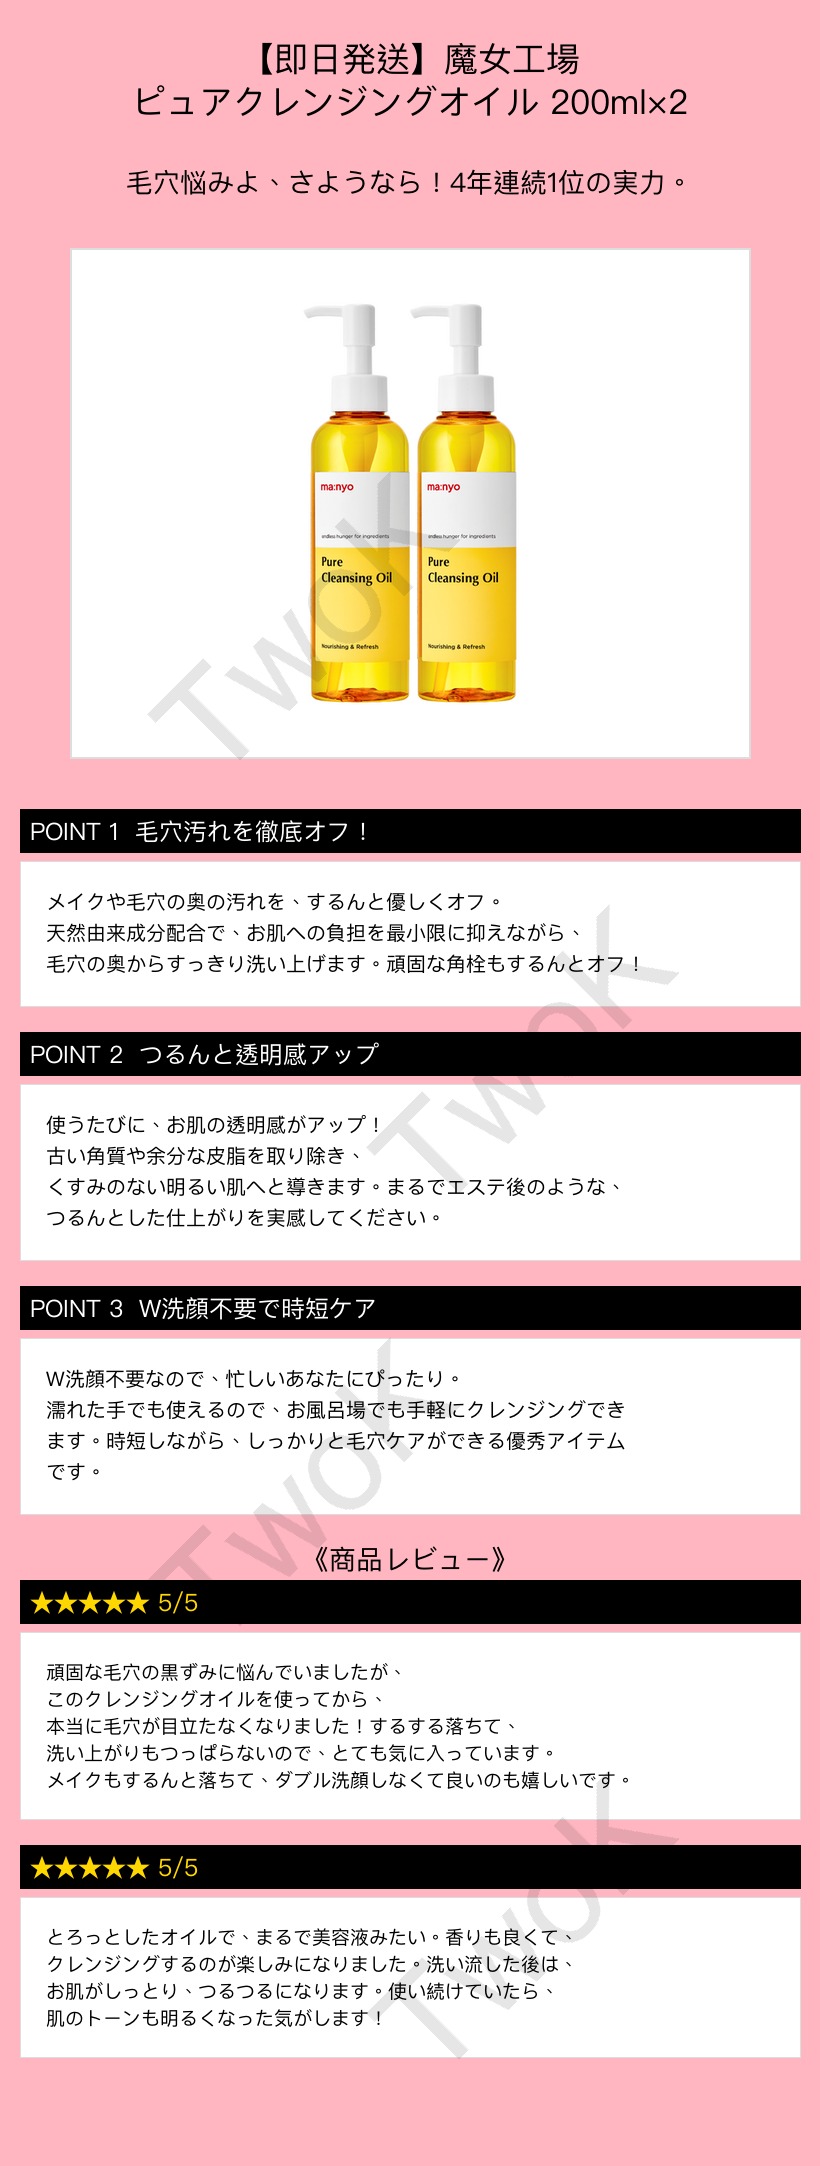 【即日発送】魔女工場
ピュアクレンジングオイル 200ml×2
毛穴悩みよ、さようなら！4年連続1位の実力。
ma:nyo
endless hunger for ingredients
Pure
Cleansing Oil
Nourishing & Refresh
ma:nyo
endless hunger for ingredients
Pure
Cleansing Oil
Nourishing & Refresh
TwoK
POINT 1 毛穴汚れを徹底オフ！
メイクや毛穴の奥の汚れを、するんと優しくオフ。
天然由来成分配合で、お肌への負担を最小限に抑えながら、
毛穴の奥からすっきり洗い上げます。頑固な角栓もするんとオフ！
TwoK
POINT 2 つるんと透明感アップ
使うたびに、お肌の透明感がアップ！
古い角質や余分な皮脂を取り除き、
くすみのない明るい肌へと導きます。まるでエステ後のような、
つるんとした仕上がりを実感してください。
POINT 3 W洗顔不要で時短ケア
W洗顔不要なので、忙しいあなたにぴったり。
濡れた手でも使えるので、お風呂場でも手軽にクレンジングでき
ます。時短しながら、しっかりと毛穴ケアができる優秀アイテム
です。
TwoK
《商品レビュー》
★★★★★ 5/5
頑固な毛穴の黒ずみに悩んでいましたが、
このクレンジングオイルを使ってから、
本当に毛穴が目立たなくなりました！するする落ちて、
洗い上がりもつっぱらないので、とても気に入っています。
メイクもするんと落ちて、ダブル洗顔しなくて良いのも嬉しいです。
TwoK
★★★★★ 5/5
とろっとしたオイルで、まるで美容液みたい。香りも良くて、
クレンジングするのが楽しみになりました。洗い流した後は、
お肌がしっとり、つるつるになります。使い続けていたら、
肌のトーンも明るくなった気がします！